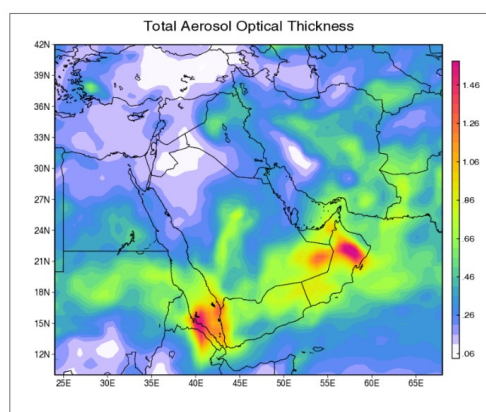 Total Aerosol Optical Thickness
42N
39N
36N
33N
30N
27N
24N
21N
18N
15N
12N
25E 30E 35E 40E 45E 50E 55E 60E 65E
1.46
1.26
1.06
.86
.66
.46
.26
.06